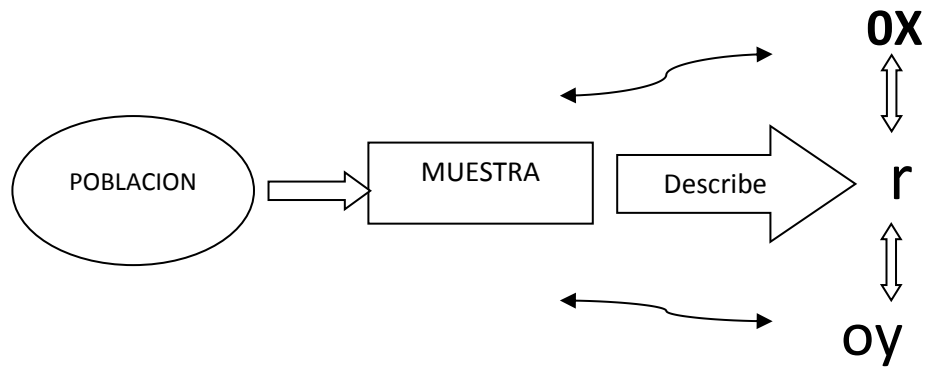 0X
POBLACION
MUESTRA
Describe
r
oy